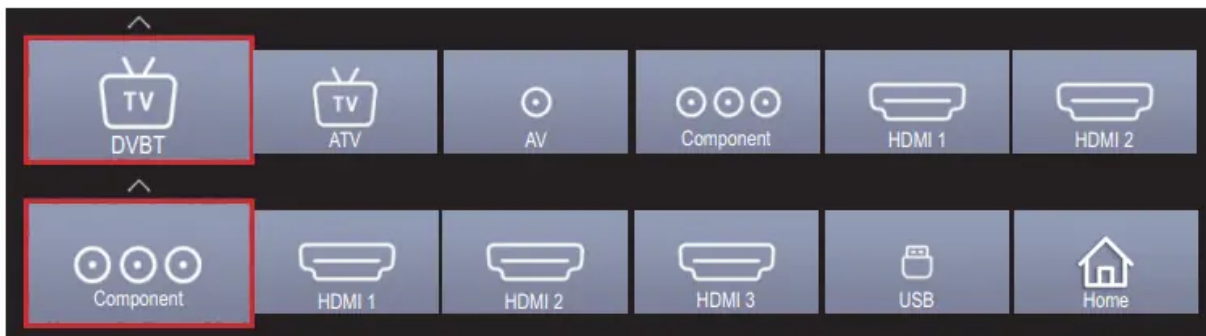 TV
DVBT
TV
ATV
AV
Component
HDMI 1
HDMI 2
Component
HDMI 1
HDMI 2
HDMI 3
USB
Home